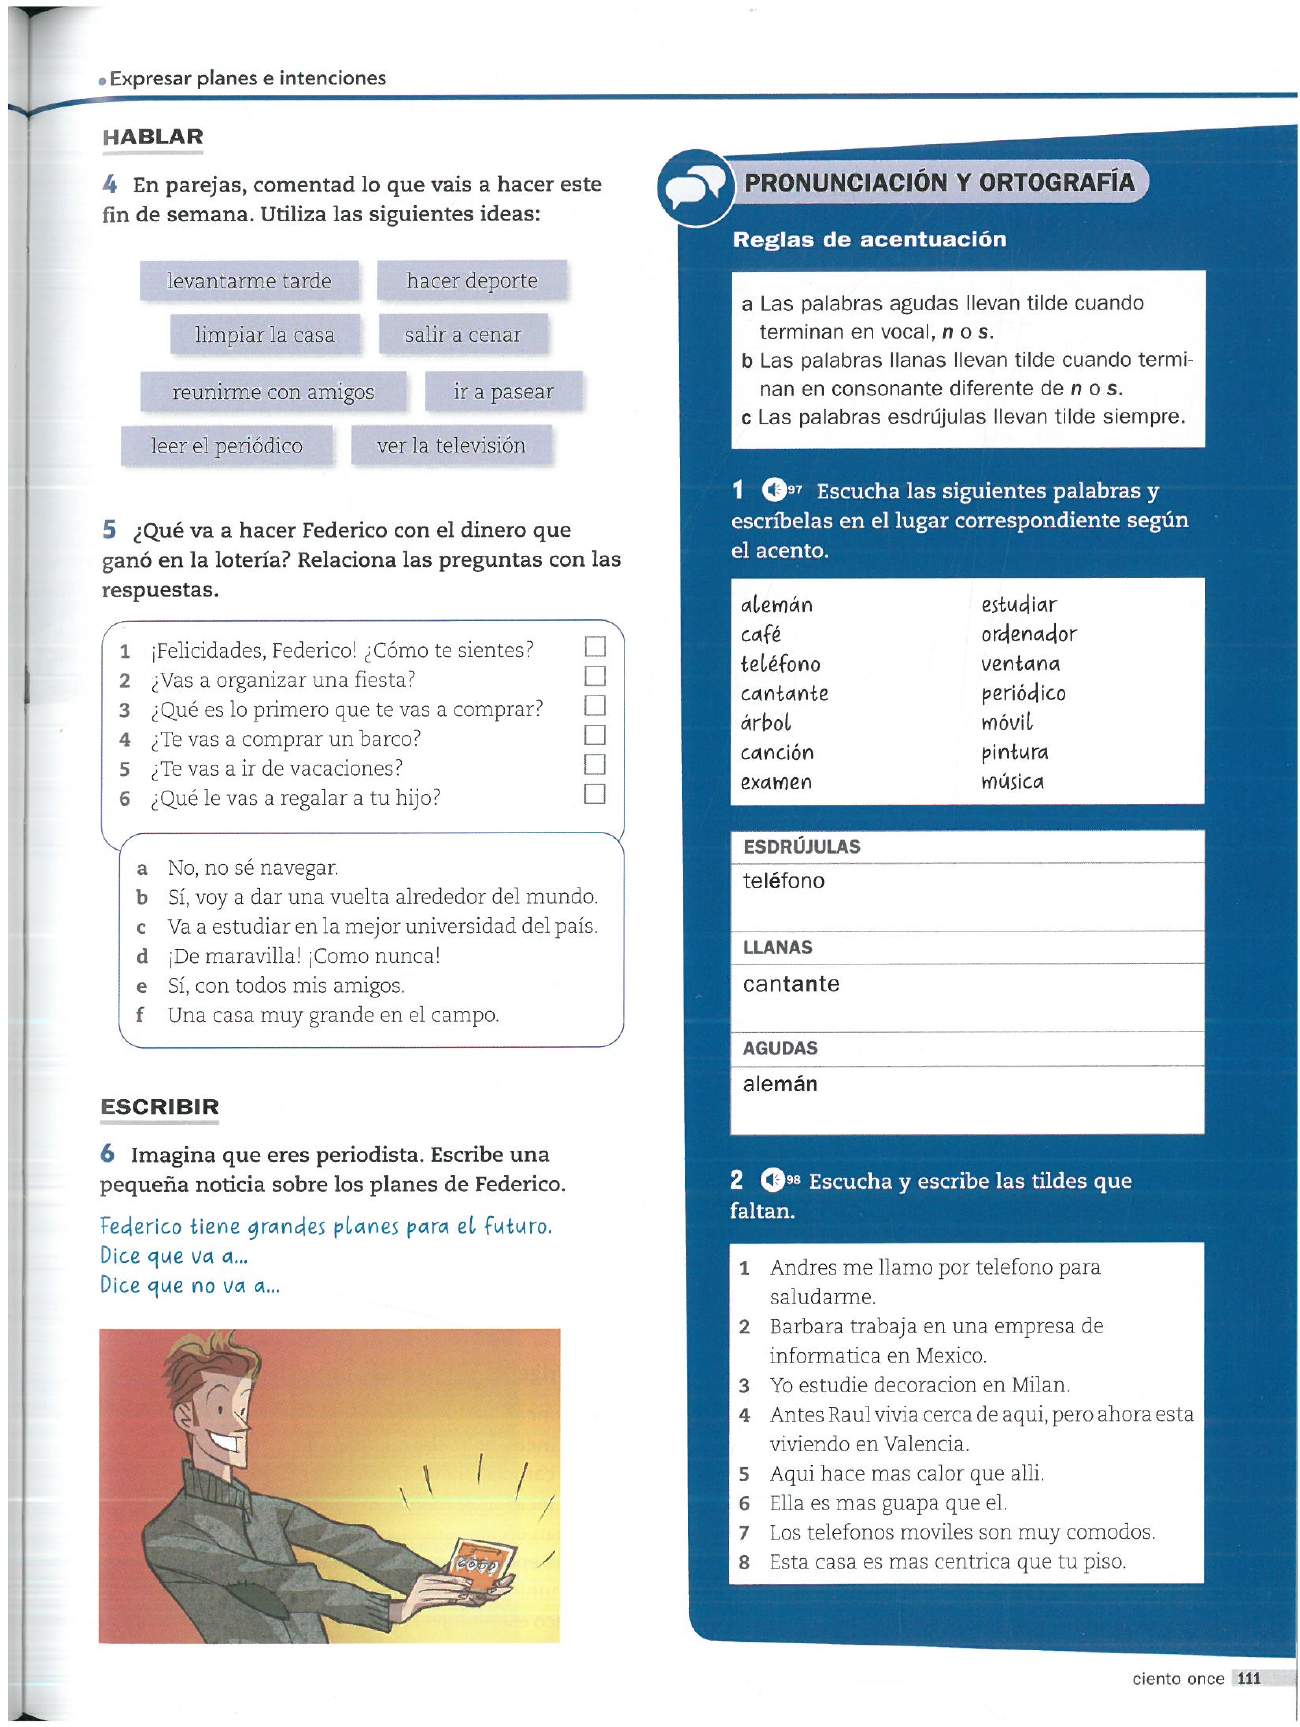 Expresar planes e intenciones
HABLAR
4 En parejas, comentad lo que vais a hacer este
fin de semana. Utiliza las siguientes ideas:
levantarme tarde
hacer deporte
limpiar la casa
salir a cenar
reunirme con amigos
ir a pasear
leer el periódico
ver la televisión
5 ¿Qué va a hacer Federico con el dinero que
ganó en la lotería? Relaciona las preguntas con las
respuestas.
1 ¡Felicidades, Federico! ¿Cómo te sientes?
2 ¿Vas a organizar una fiesta?
3 ¿Qué es lo primero que te vas a comprar?
4 ¿Te vas a comprar un barco?
5 ¿Te vas a ir de vacaciones?
6 ¿Qué le vas a regalar a tu hijo?
a No, no sé navegar.
b Sí, voy a dar una vuelta alrededor del mundo.
c Va a estudiar en la mejor universidad del país.
d ¡De maravilla! ¡Como nunca!
e Sí, con todos mis amigos.
f Una casa muy grande en el campo.
ESCRIBIR
6 Imagina que eres periodista. Escribe una
pequeña noticia sobre los planes de Federico.
Federico tiene grandes planes para el futuro.
Dice que va a...
Dice que no va a...
PRONUNCIACIÓN Y ORTOGRAFÍA
Reglas de acentuación
a Las palabras agudas llevan tilde cuando
terminan en vocal, n o s.
b Las palabras llanas llevan tilde cuando termi-
nan en consonante diferente de n o s.
c Las palabras esdrújulas llevan tilde siempre.
1 97 Escucha las siguientes palabras y
escríbelas en el lugar correspondiente según
el acento.
alemán
café
teléfono
cantante
árbol
canción
examen
estudiar
ordenador
ventana
periódico
móvil
pintura
música
ESDRÚJULAS
teléfono
LLANAS
cantante
AGUDAS
alemán
2 98 Escucha y escribe las tildes que
faltan.
1 Andres me llamo por telefono para
saludarme.
2 Barbara trabaja en una empresa de
informatica en Mexico.
3 Yo estudie decoracion en Milan.
4 Antes Raul vivia cerca de aqui, pero ahora esta
viviendo en Valencia.
5 Aqui hace mas calor que alli.
6 Ella es mas guapa que el.
7 Los telefonos moviles son muy comodos.
8 Esta casa es mas centrica que tu piso.
ciento once 111